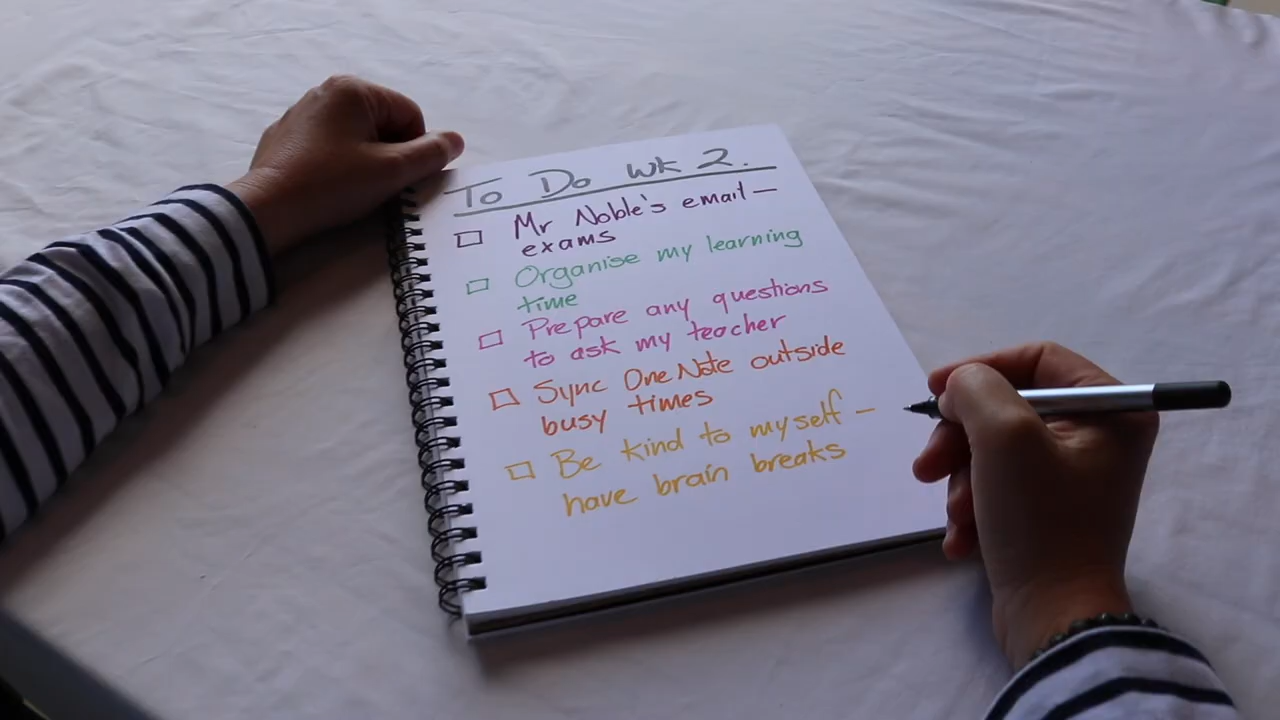 To Do Wk 2.
Mr Noble's email –
exams
Organise my learning
time
Prepare any questions
to ask my teacher
Sync OneNote outside
busy times
Be kind to myself –
have brain breaks